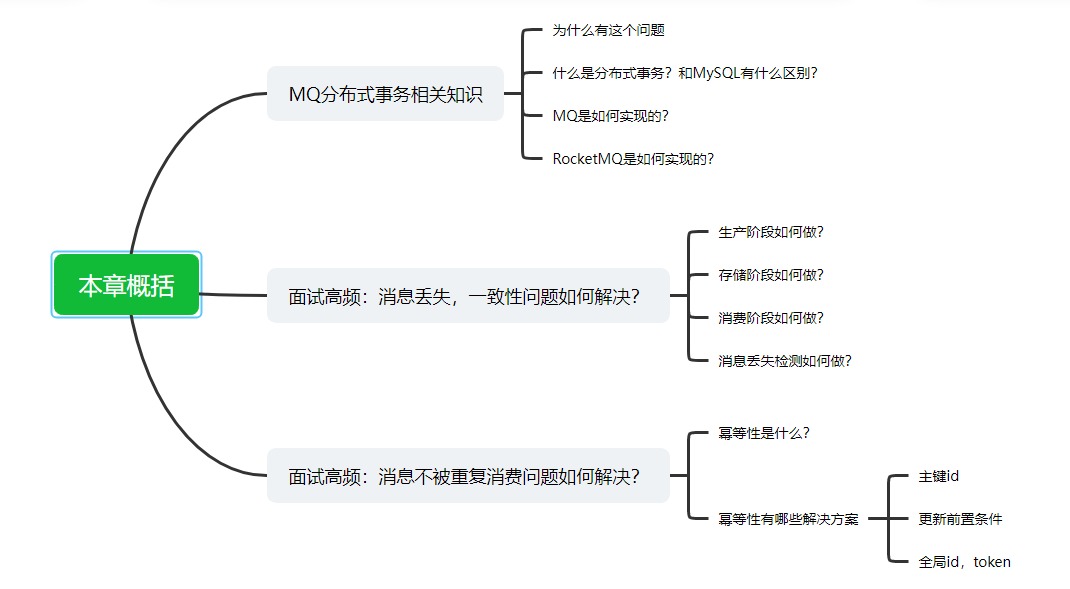 本章概括
MQ分布式事务相关知识
为什么有这个问题
什么是分布式事务？和MySQL有什么区别？
MQ是如何实现的？
RocketMQ是如何实现的？
面试高频：消息丢失，一致性问题如何解决？
生产阶段如何做？
存储阶段如何做？
消费阶段如何做？
消息丢失检测如何做？
面试高频：消息不被重复消费问题如何解决？
幂等性是什么？
幂等性有哪些解决方案
主键id
更新前置条件
全局id，token